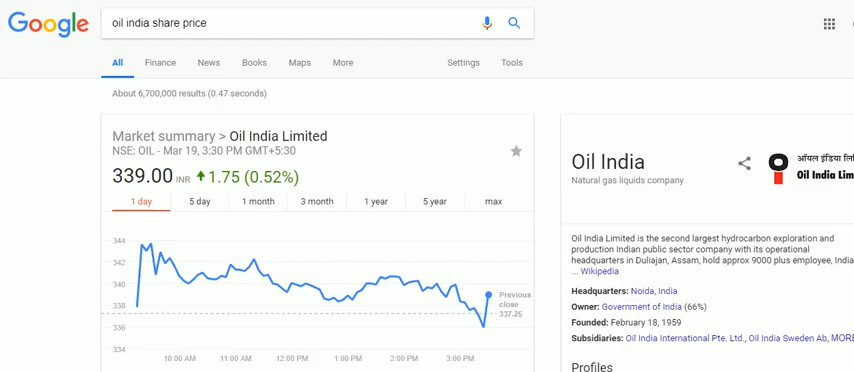 Google
oil india share price
All Finance News Books Maps More Settings Tools
About 6,700,000 results (0.47 seconds)
Market summary > Oil India Limited
NSE: OIL - Mar 19, 3:30 PM GMT+5:30
339.00 INR 1.75 (0.52%)
1 day 5 day 1 month 3 month 1 year 5 year max
344
342
340
338
336
334
Previous
close
337.25
10:00 AM 11:00 AM 12:00 PM 1:00 PM 2:00 PM 3:00 PM
Oil India
Natural gas liquids company
ऑयल इंडिया लि
Oil India Lim
Oil India Limited is the second largest hydrocarbon exploration and
production Indian public sector company with its operational
headquarters in Duliajan, Assam, hold approx 9000 plus employee, India
... Wikipedia
Headquarters: Noida, India
Owner: Government of India (66%)
Founded: February 18, 1959
Subsidiaries: Oil India International Pte. Ltd., Oil India Sweden Ab, MORE
Profiles